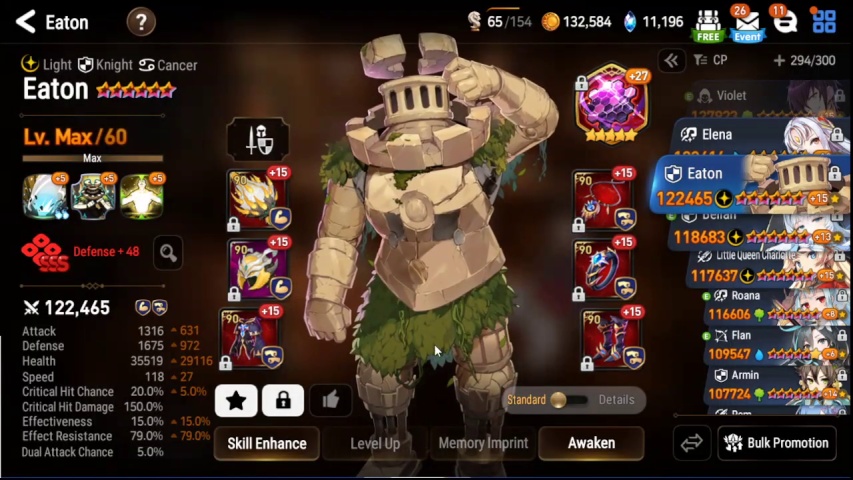 Eaton
?
65/154
132,584
11,196
FREE
26
Event
11
Light Knight Cancer
Eaton
Lv. Max/60
Max
+5
+5
+5
SSS
Defense + 48
122,465
Attack 1316 631
Defense 1675 972
Health 35519 29116
Speed 118 27
Critical Hit Chance 20.0% 5.0%
Critical Hit Damage 150.0%
Effectiveness 15.0% 15.0%
Effect Resistance 79.0% 79.0%
Dual Attack Chance 5.0%
90 +15
90 +15
90 +15
+27
90 +15
90 +15
90 +15
Standard Details
Skill Enhance
Level Up
Memory Imprint
Awaken
CP
+ 294/300
Violet
Elena
Eaton
122465 +15
118683 +13
Little Queen Charlotte
117637 +15
Roana
116606 +8
Flan
109547 +6
Armin
107724 +14
Bulk Promotion